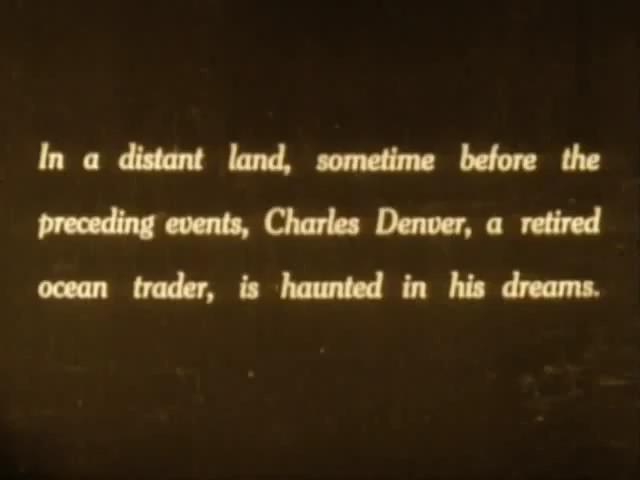 In a distant land, sometime before the
preceding events, Charles Denver, a retired
ocean trader, is haunted in his dreams.